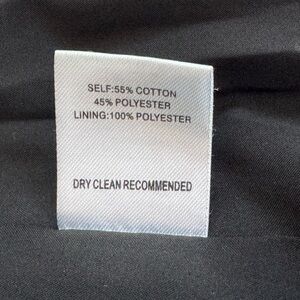 SELF:55% COTTON
45% POLYESTER
LINING:100% POLYESTER
DRY CLEAN RECOMMENDED